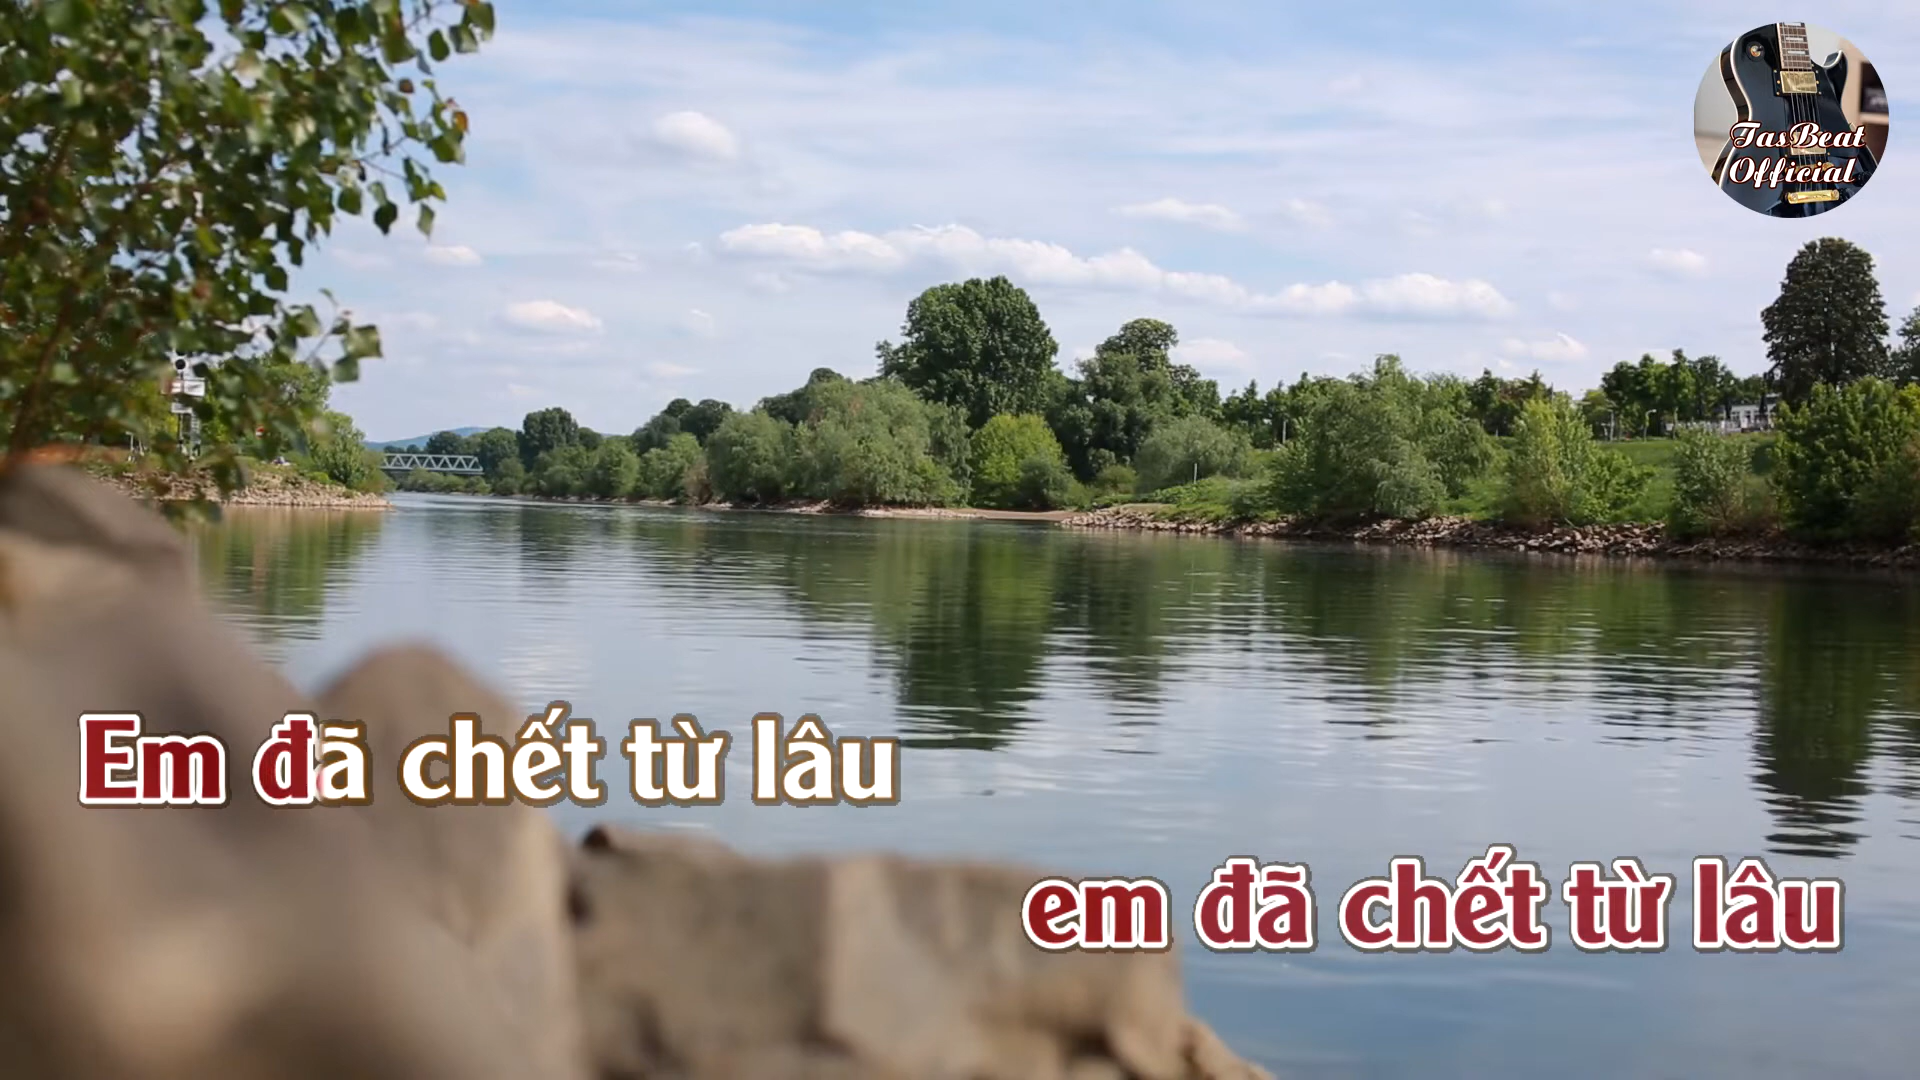 TasBeat
Official
Em đã chết từ lâu
em đã chết từ lâu